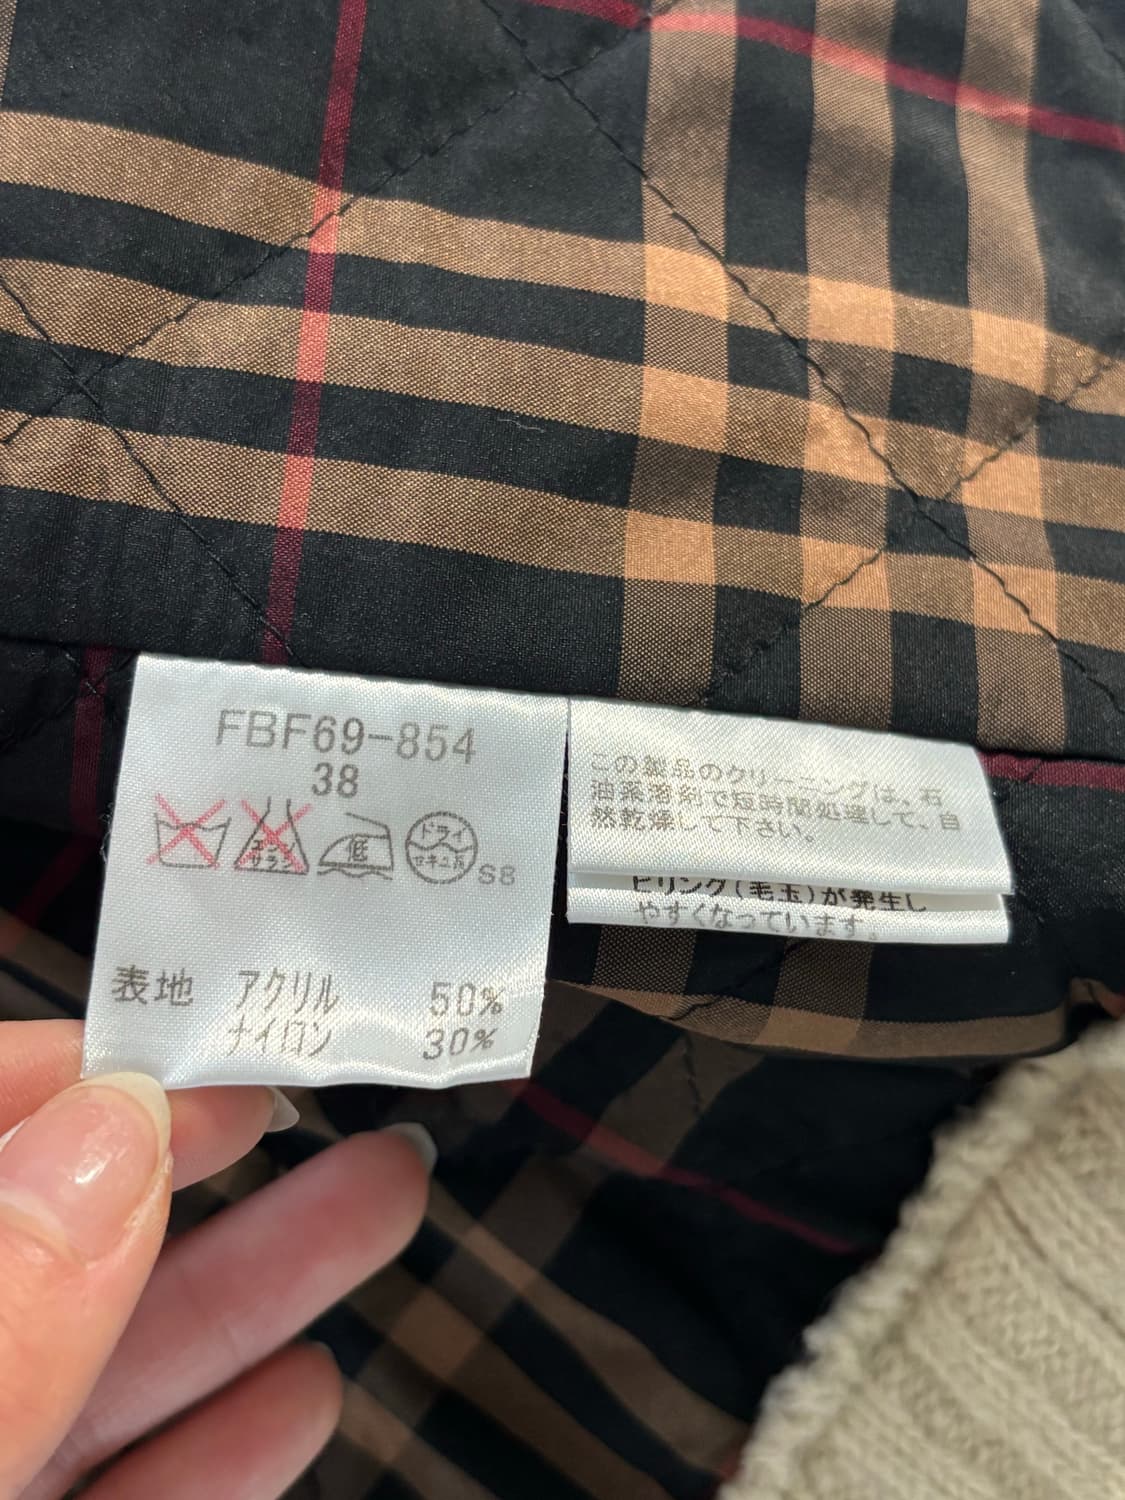 FBF69-854
38
エンソ
サラシ
低
ドライ
セキユ系
S8
表地 アクリル 50%
ナイロン 30%
この製品のクリーニングは、石
油系溶剤で短時間処理して、自
然乾燥して下さい。
ピリング(毛玉)が発生し
やすくなっています。